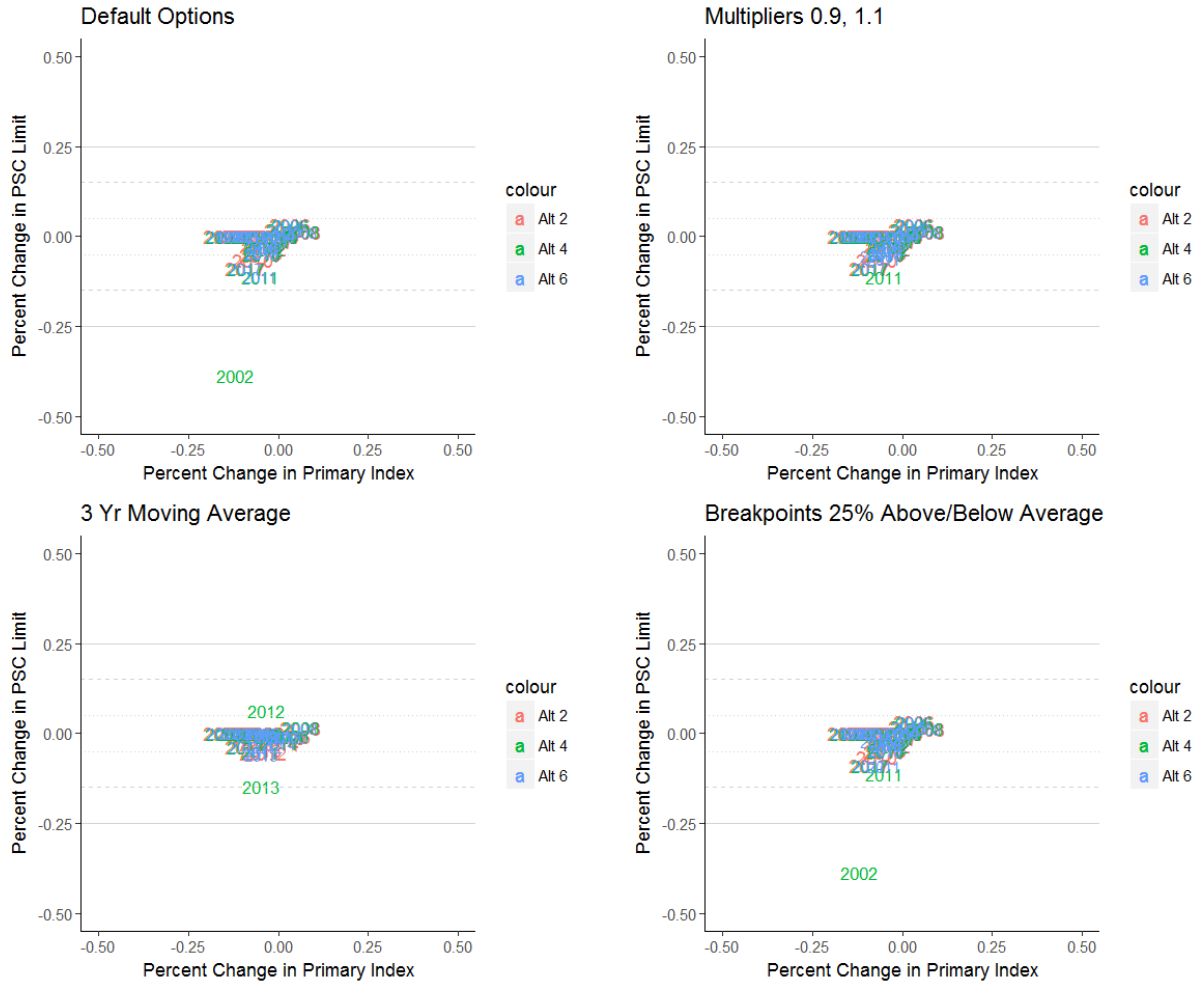 Default Options
0.50
0.25
0.00
-0.25
-0.50
2006
2017
2011
2002
-0.50 -0.25 0.00 0.25 0.50
Percent Change in Primary Index
Percent Change in PSC Limit
colour
a Alt 2
a Alt 4
a Alt 6
Multipliers 0.9, 1.1
0.50
0.25
0.00
-0.25
-0.50
2006
2017
2011
-0.50 -0.25 0.00 0.25 0.50
Percent Change in Primary Index
Percent Change in PSC Limit
colour
a Alt 2
a Alt 4
a Alt 6
3 Yr Moving Average
0.50
0.25
0.00
-0.25
-0.50
2012
2008
2013
-0.50 -0.25 0.00 0.25 0.50
Percent Change in Primary Index
Percent Change in PSC Limit
colour
a Alt 2
a Alt 4
a Alt 6
Breakpoints 25% Above/Below Average
0.50
0.25
0.00
-0.25
-0.50
2006
2011
2002
-0.50 -0.25 0.00 0.25 0.50
Percent Change in Primary Index
Percent Change in PSC Limit
colour
a Alt 2
a Alt 4
a Alt 6